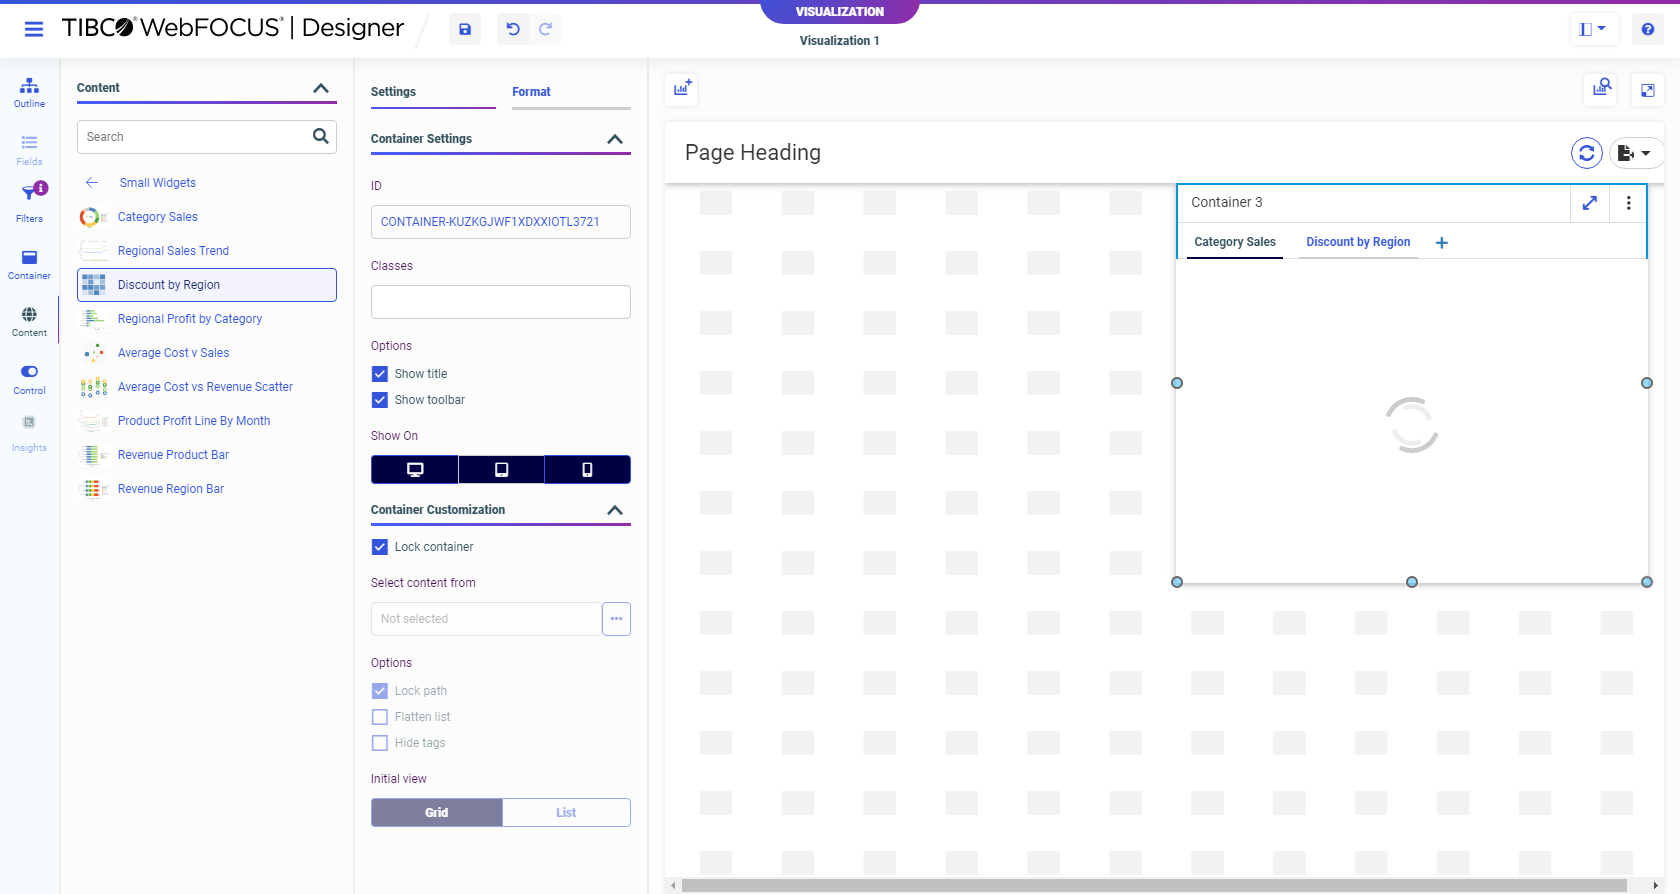 VISUALIZATION
TIBCO® WebFOCUS® | Designer
Visualization 1
Outline
Fields
i
Filters
Container
Content
Control
Insights
Content
Search
Small Widgets
Category Sales
Regional Sales Trend
Discount by Region
Regional Profit by Category
Average Cost v Sales
Average Cost vs Revenue Scatter
Product Profit Line By Month
Revenue Product Bar
Revenue Region Bar
Settings
Format
Container Settings
ID
CONTAINER-KUZKGJWF1XDXXIOTL3721
Classes
Options
Show title
Show toolbar
Show On
Container Customization
Lock container
Select content from
Not selected
Options
Lock path
Flatten list
Hide tags
Initial view
Grid
List
Page Heading
Container 3
Category Sales
Discount by Region